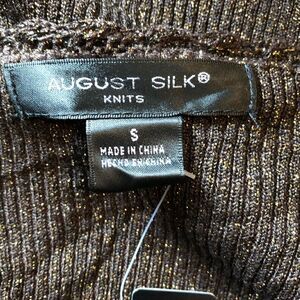 AUGUST SILK®
KNITS
S
MADE IN CHINA
HECHO EN CHINA